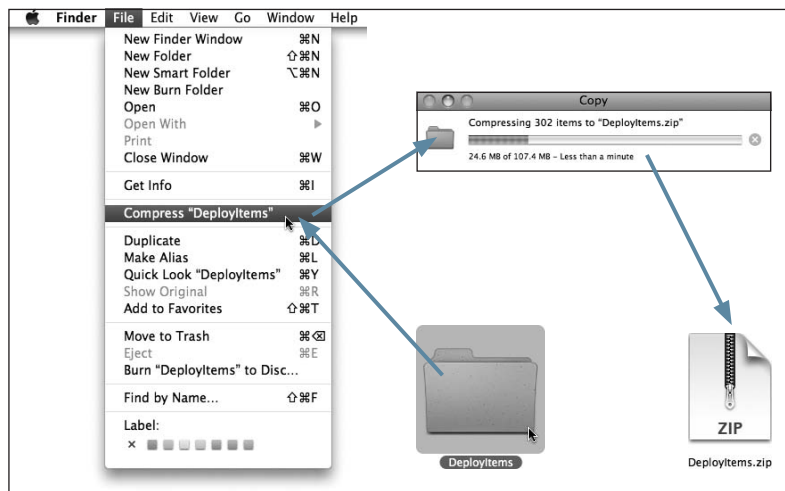 Finder File Edit View Go Window Help
New Finder Window ⌘N
New Folder ⇧⌘N
New Smart Folder ⌥⌘N
New Burn Folder
Open ⌘O
Open With ▶
Print
Close Window ⌘W
Get Info ⌘I
Compress “DeployItems”
Duplicate ⌘D
Make Alias ⌘L
Quick Look “DeployItems” ⌘Y
Show Original ⌘R
Add to Favorites ⇧⌘T
Move to Trash ⌘⌫
Eject ⌘E
Burn “DeployItems” to Disc...
Find by Name... ⇧⌘F
Label:
×
Copy
Compressing 302 items to “DeployItems.zip”
24.6 MB of 107.4 MB – Less than a minute
DeployItems
ZIP
DeployItems.zip